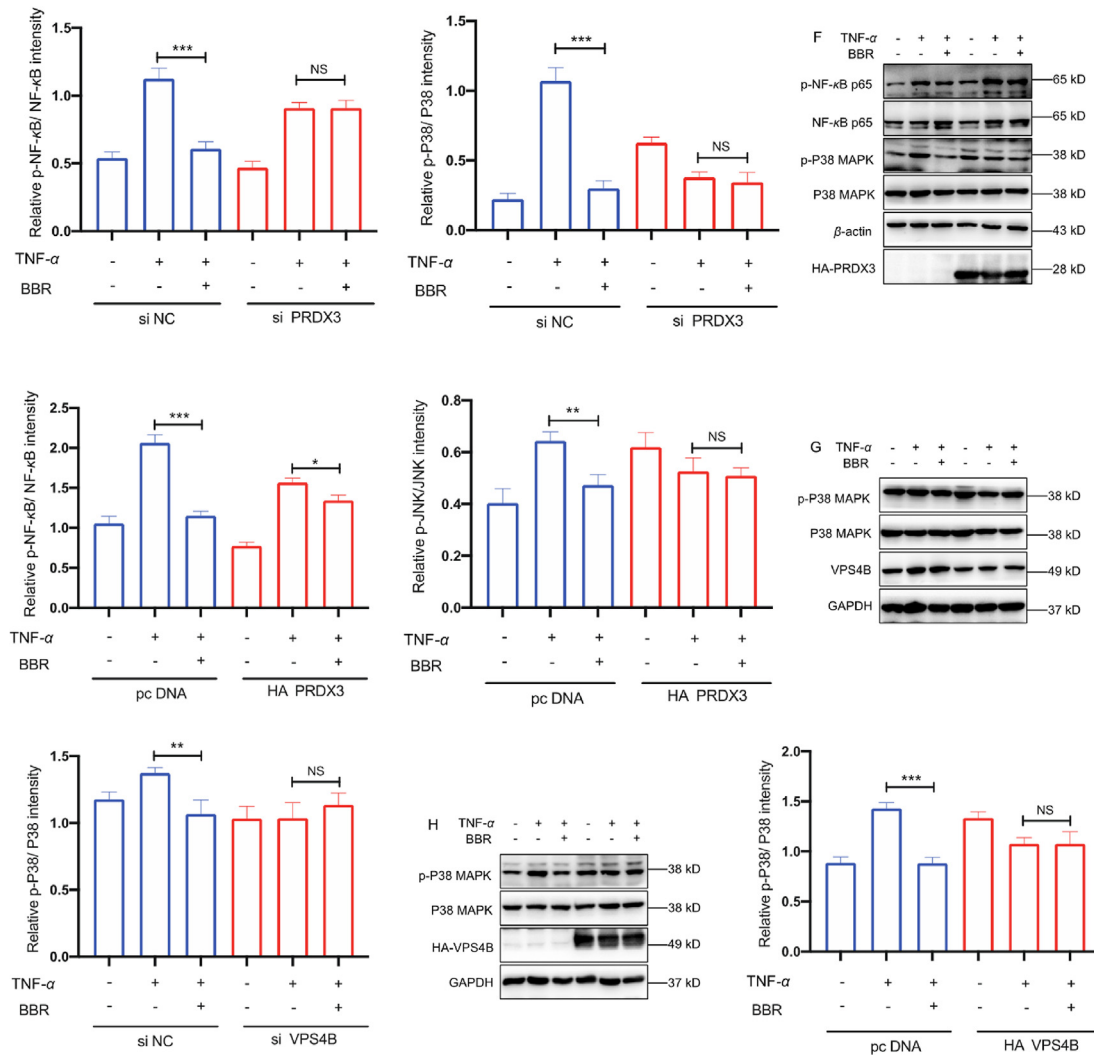 Relative p-NF-κB/ NF-κB intensity
1.5
1.0
0.5
0.0
***
NS
TNF-α - + + - + +
BBR - - + - - +
si NC si PRDX3
Relative p-P38/ P38 intensity
1.5
1.0
0.5
0.0
***
NS
TNF-α - + + - + +
BBR - - + - - +
si NC si PRDX3
F TNF-α - + + - + +
BBR - - + - - +
p-NF-κB p65 65 kD
NF-κB p65 65 kD
p-P38 MAPK 38 kD
P38 MAPK 38 kD
β-actin 43 kD
HA-PRDX3 28 kD
Relative p-NF-κB/ NF-κB intensity
2.5
2.0
1.5
1.0
0.5
0.0
***
*
TNF-α - + + - + +
BBR - - + - - +
pc DNA HA PRDX3
Relative p-JNK/JNK intensity
0.8
0.6
0.4
0.2
0.0
**
NS
TNF-α - + + - + +
BBR - - + - - +
pc DNA HA PRDX3
G TNF-α - + + - + +
BBR - - + - - +
p-P38 MAPK 38 kD
P38 MAPK 38 kD
VPS4B 49 kD
GAPDH 37 kD
Relative p-P38/ P38 intensity
1.5
1.0
0.5
0.0
**
NS
TNF-α - + + - + +
BBR - - + - - +
si NC si VPS4B
H TNF-α - + + - + +
BBR - - + - - +
p-P38 MAPK 38 kD
P38 MAPK 38 kD
HA-VPS4B 49 kD
GAPDH 37 kD
Relative p-P38/ P38 intensity
2.0
1.5
1.0
0.5
0.0
***
NS
TNF-α - + + - + +
BBR - - + - - +
pc DNA HA VPS4B